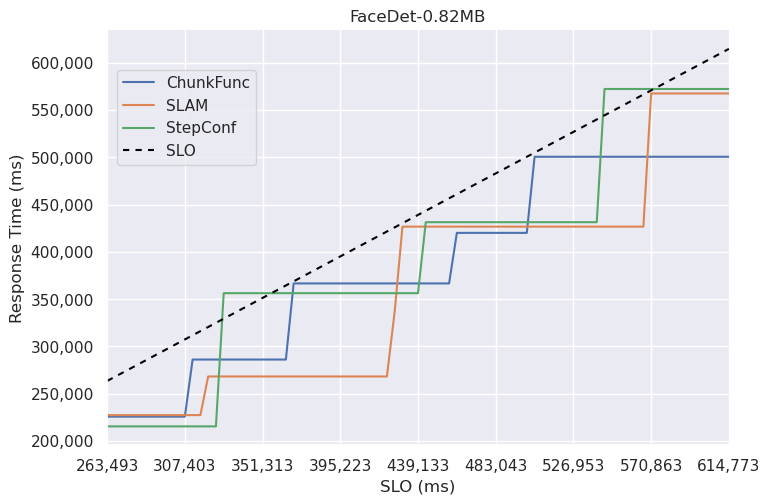 FaceDet-0.82MB
600,000
550,000
500,000
450,000
400,000
350,000
300,000
250,000
200,000
Response Time (ms)
ChunkFunc
SLAM
StepConf
SLO
263,493 307,403 351,313 395,223 439,133 483,043 526,953 570,863 614,773
SLO (ms)